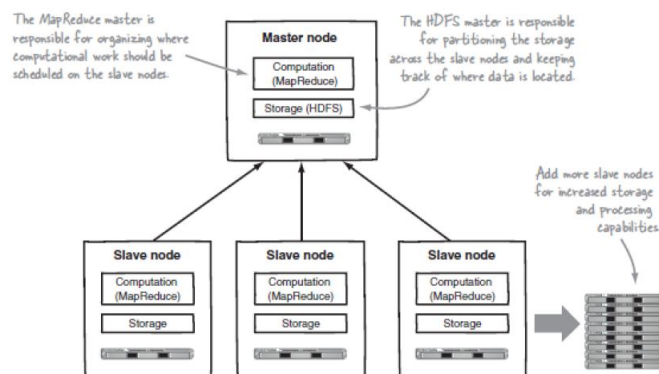 The MapReduce master is
responsible for organizing where
computational work should be
scheduled on the slave nodes.
The HDFS master is responsible
for partitioning the storage
across the slave nodes and keeping
track of where data is located.
Master node
Computation
(MapReduce)
Storage (HDFS)
Add more slave nodes
for increased storage
and processing
capabilities
Slave node
Computation
(MapReduce)
Storage
Slave node
Computation
(MapReduce)
Storage
Slave node
Computation
(MapReduce)
Storage